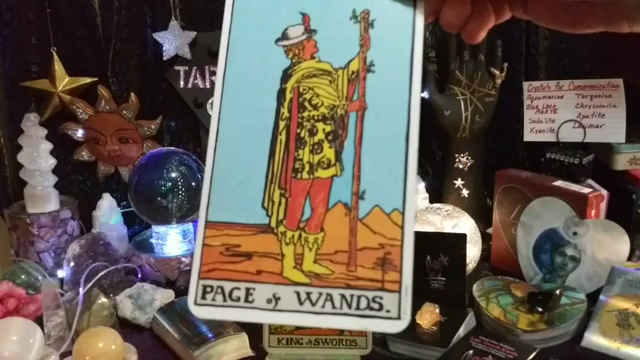 TAR
Crystals for Communication
Aquamarine Turquoise
Blue Lace Chrysocolla
Agate
Apatite
Sodalite
Kyanite Larimar
PAGE of WANDS.
KING of SWORDS.